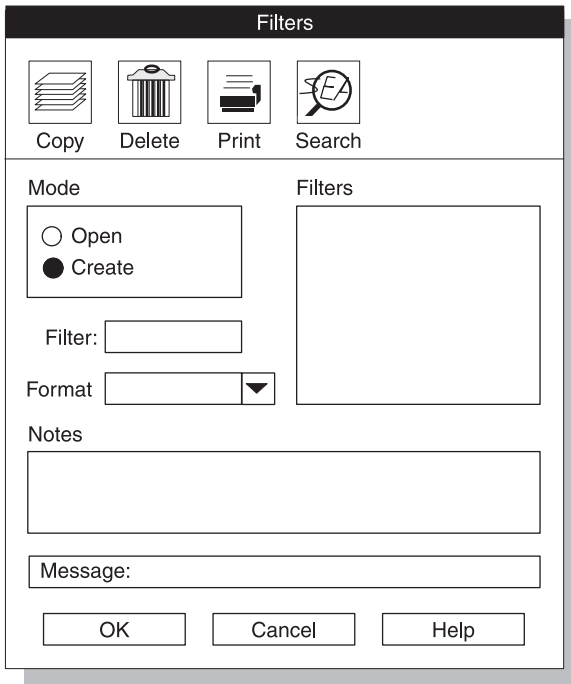 Filters
Copy Delete Print Search
Mode
Filters
Open
Create
Filter:
Format
Notes
Message:
OK Cancel Help